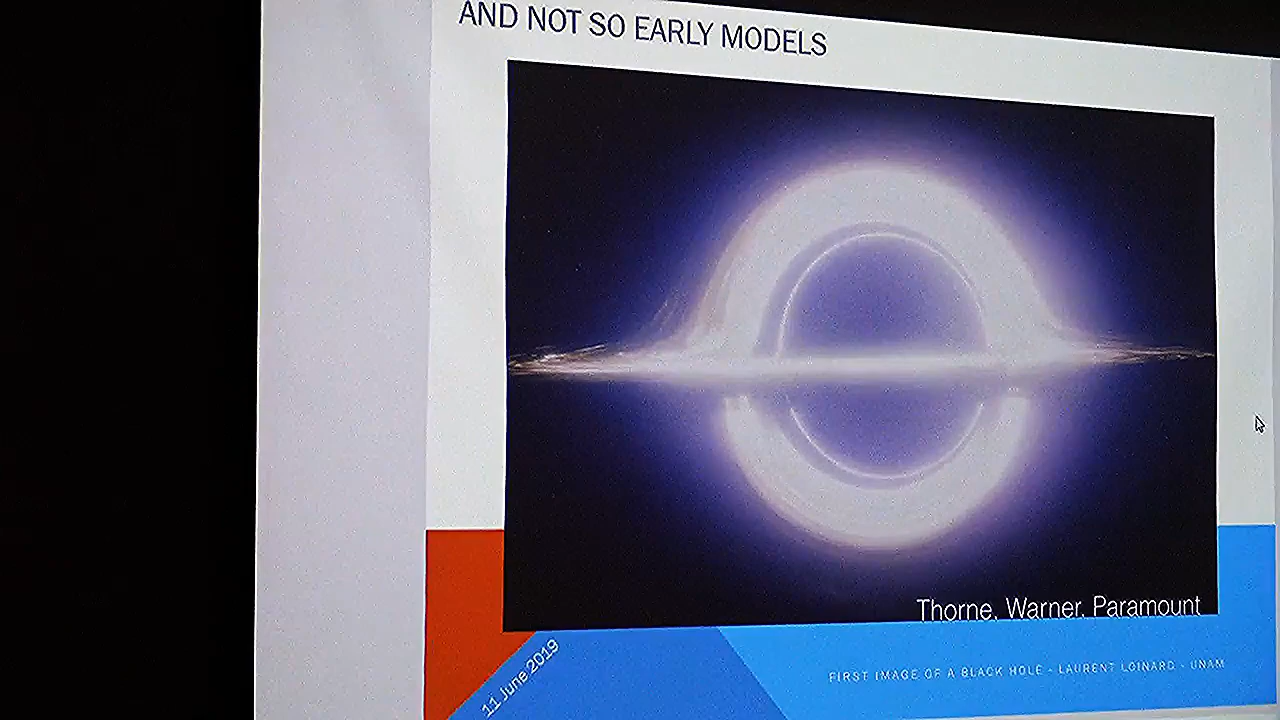 AND NOT SO EARLY MODELS
Thorne, Warner, Paramount
11 June 2019
FIRST IMAGE OF A BLACK HOLE - LAURENT LOINARD - UNAM